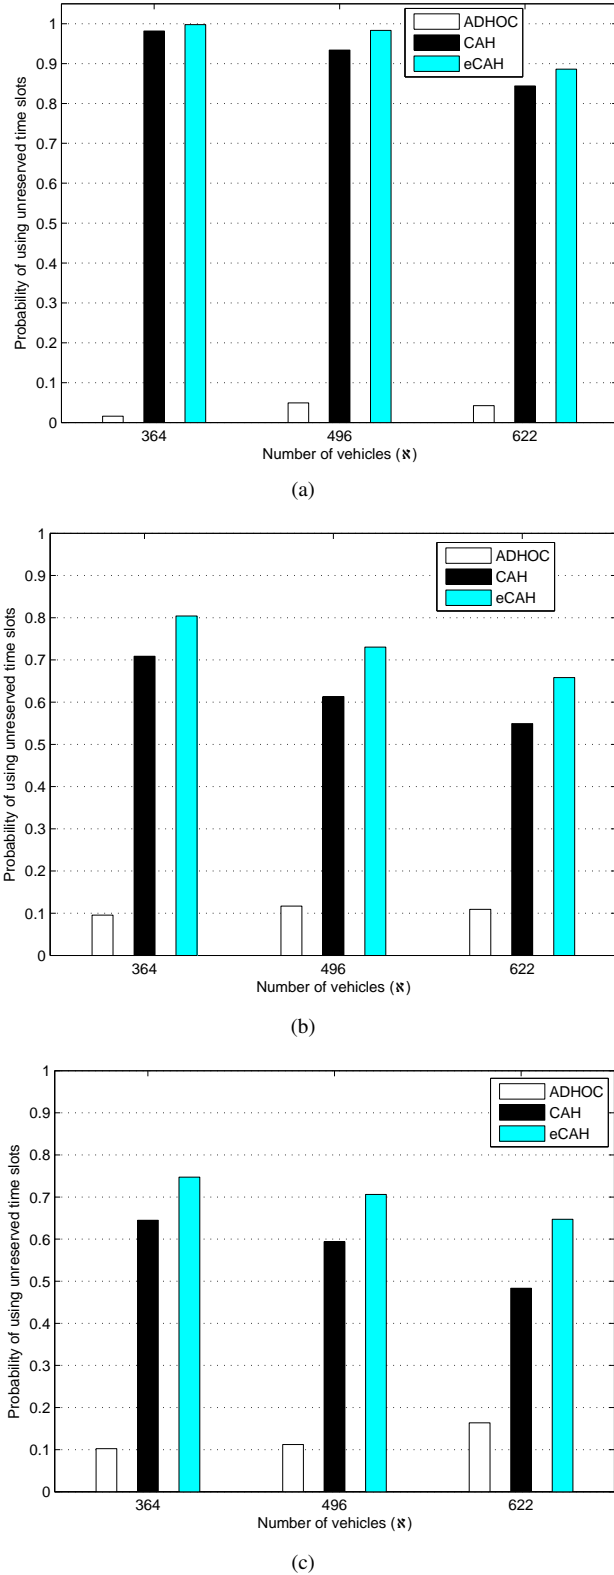 1
0.9
0.8
0.7
0.6
0.5
0.4
0.3
0.2
0.1
0
Probability of using unreserved time slots
ADHOC
CAH
eCAH
364 496 622
Number of vehicles (ℵ)
(a)
1
0.9
0.8
0.7
0.6
0.5
0.4
0.3
0.2
0.1
0
Probability of using unreserved time slots
ADHOC
CAH
eCAH
364 496 622
Number of vehicles (ℵ)
(b)
1
0.9
0.8
0.7
0.6
0.5
0.4
0.3
0.2
0.1
0
Probability of using unreserved time slots
ADHOC
CAH
eCAH
364 496 622
Number of vehicles (ℵ)
(c)